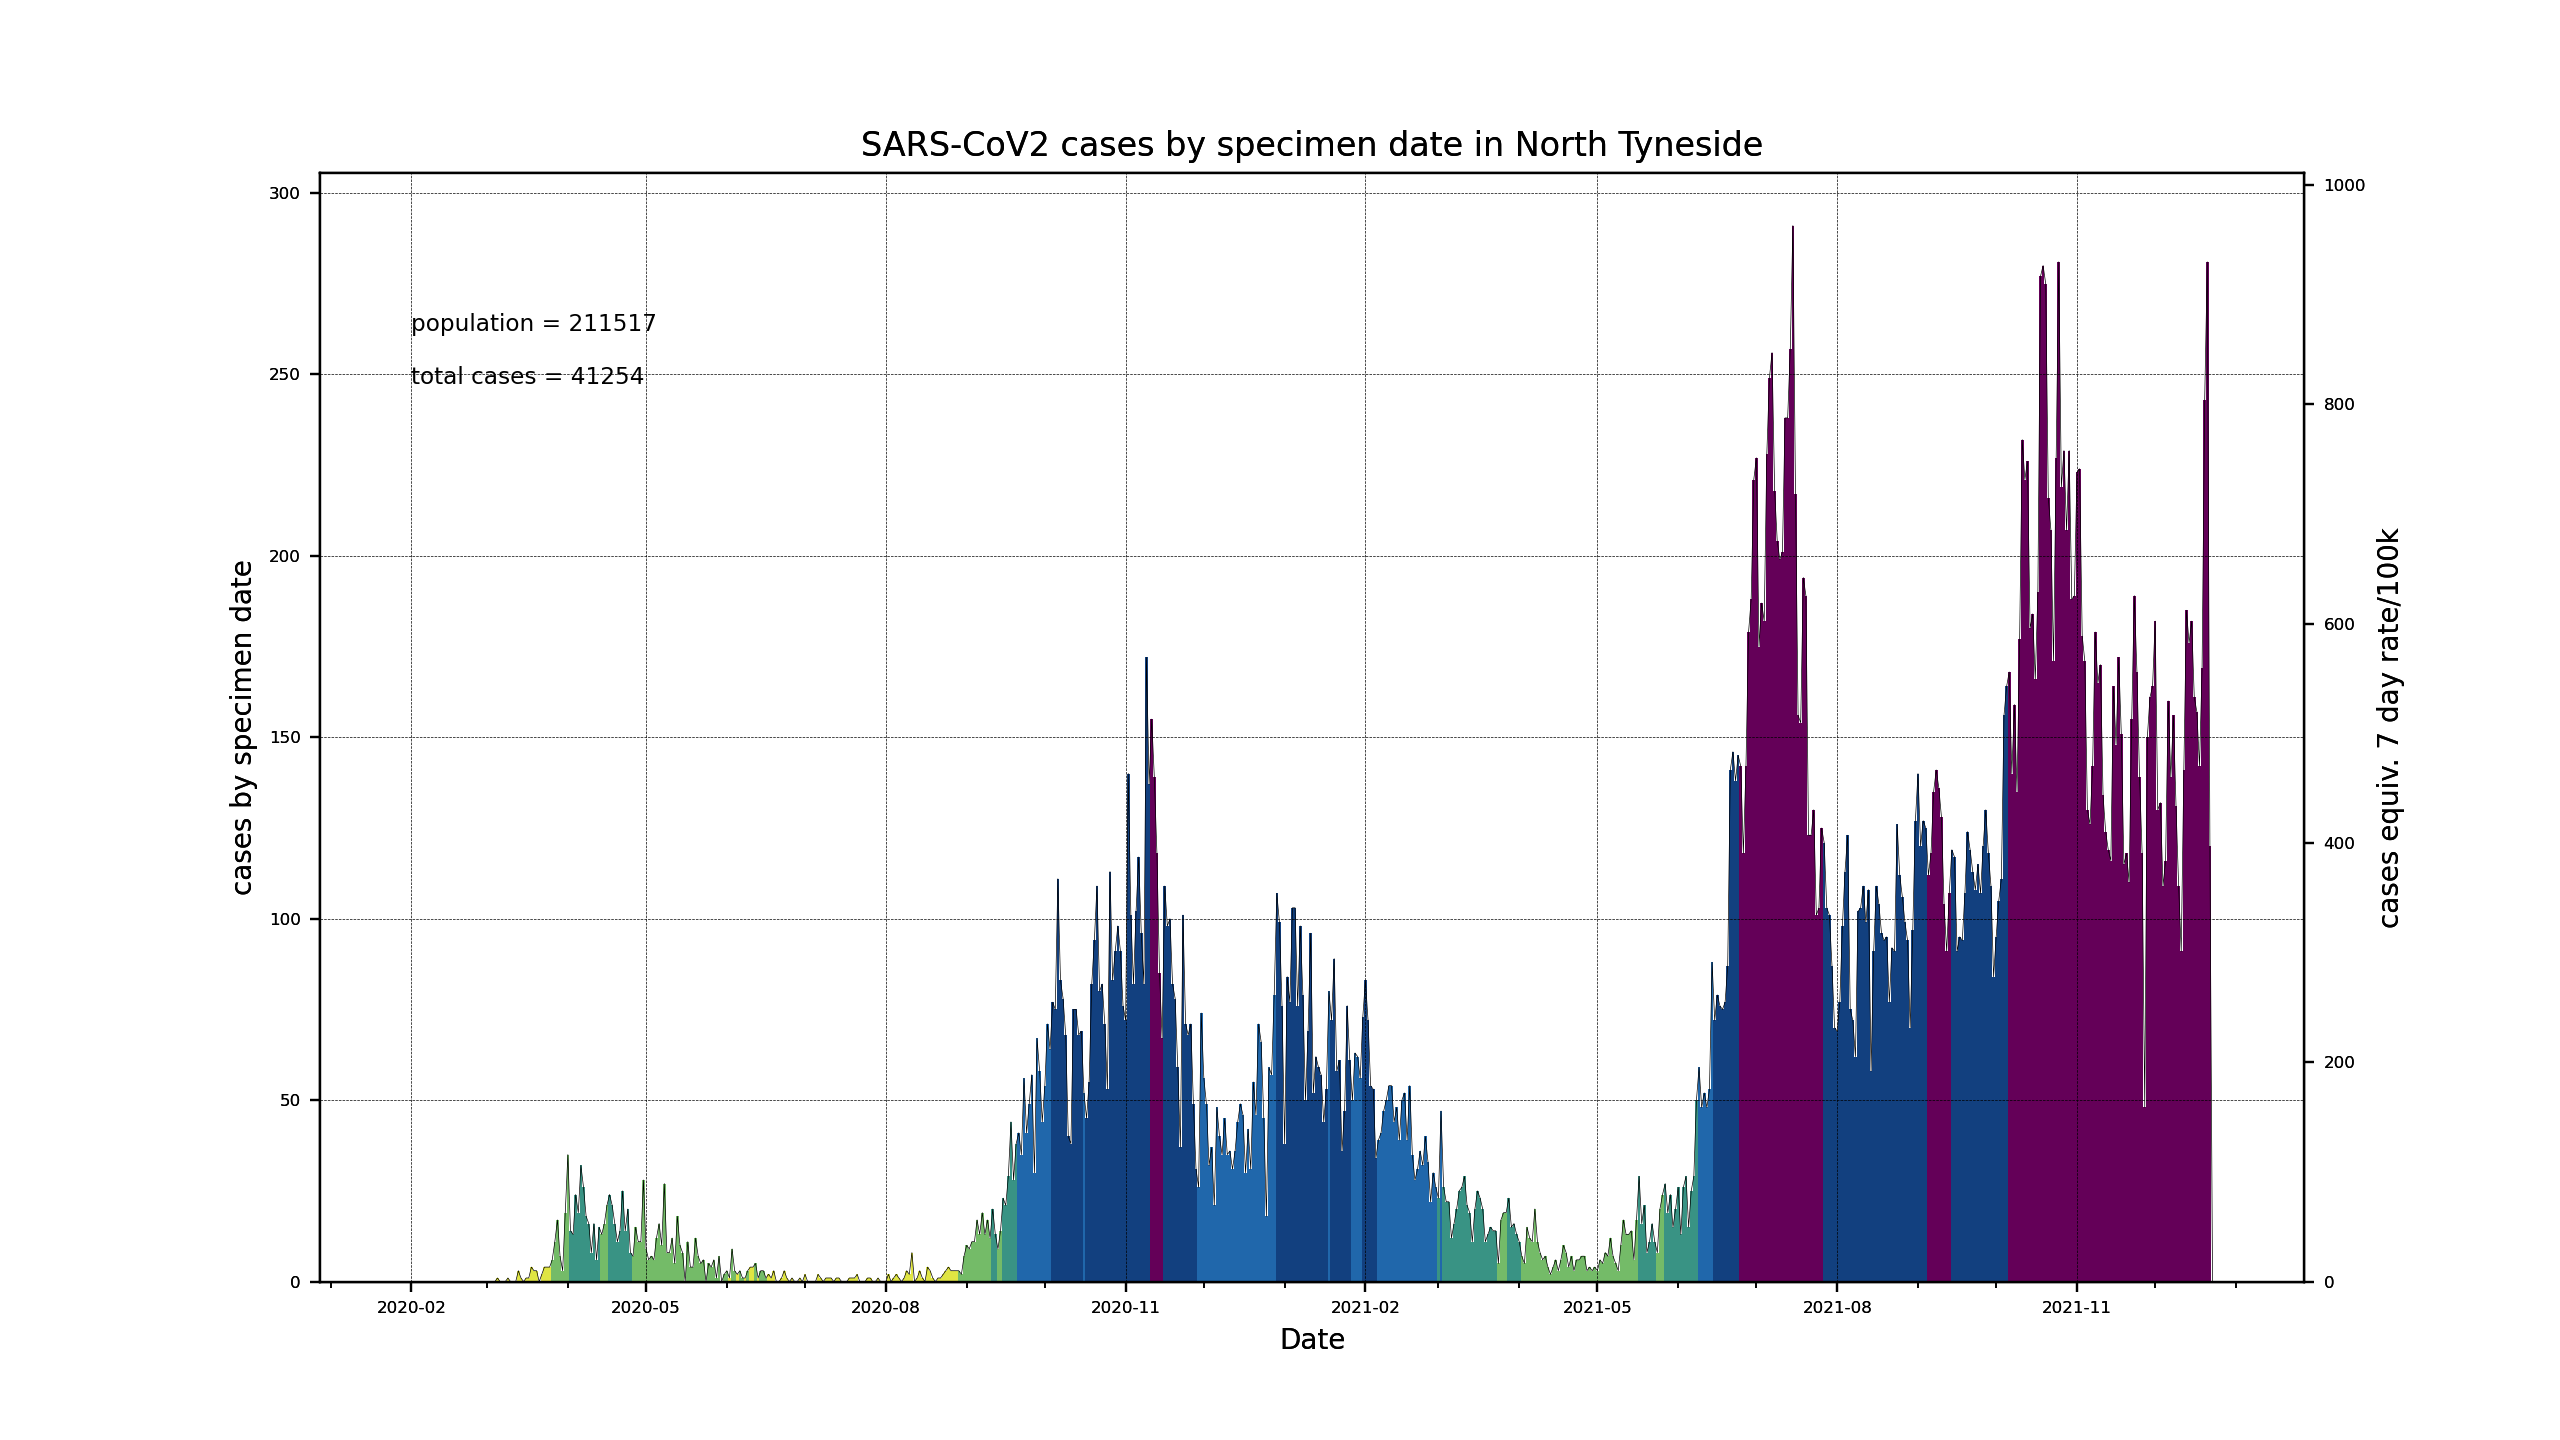 SARS-CoV2 cases by specimen date in North Tyneside
300
250
200
150
100
50
0
cases by specimen date
population = 211517
total cases = 41254
1000
800
600
400
200
0
cases equiv. 7 day rate/100k
2020-02 2020-05 2020-08 2020-11 2021-02 2021-05 2021-08 2021-11
Date